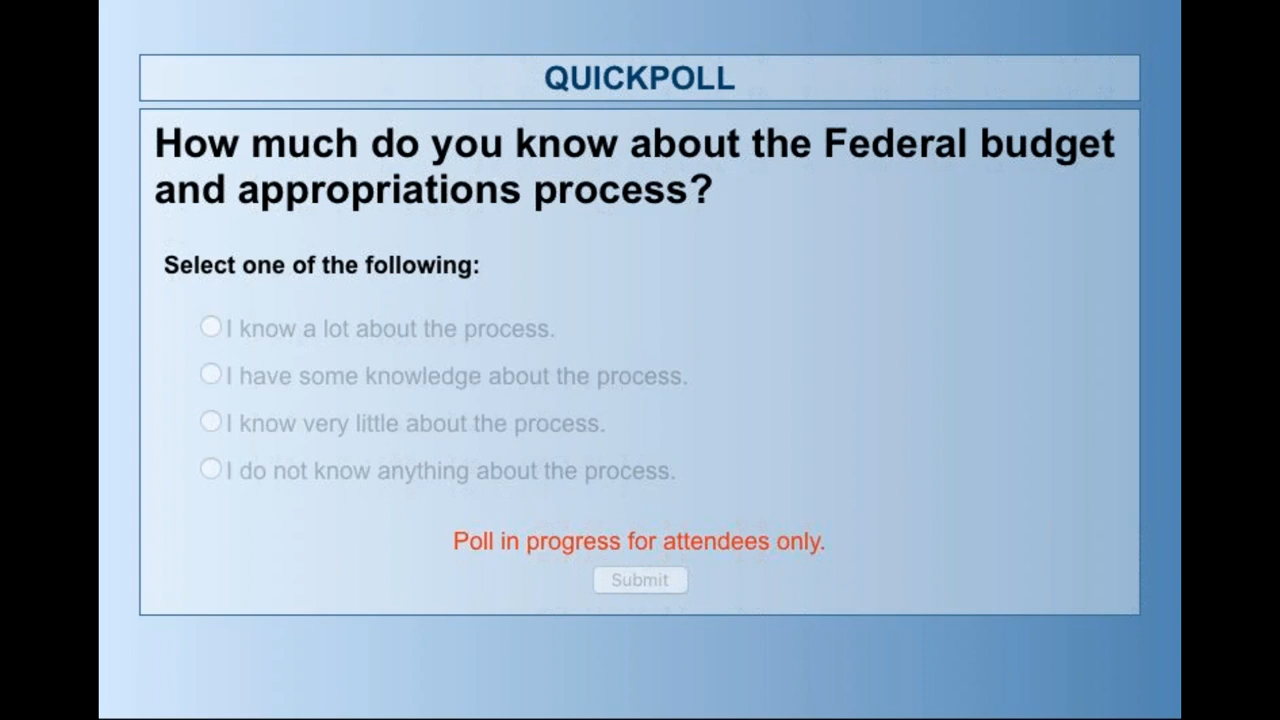 QUICKPOLL
How much do you know about the Federal budget
and appropriations process?
Select one of the following:
I know a lot about the process.
I have some knowledge about the process.
I know very little about the process.
I do not know anything about the process.
Poll in progress for attendees only.
Submit